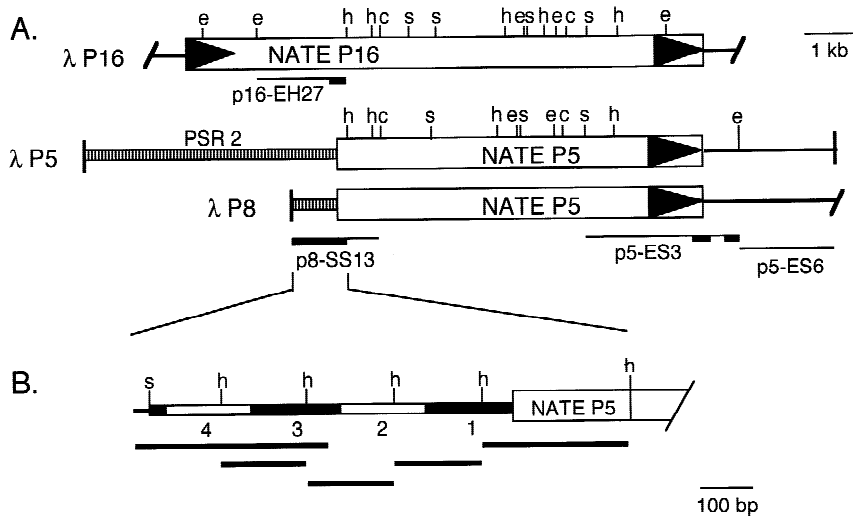 A.
e e h h c s s h e s h e c s h e
λ P16 NATE P16 1 kb
p16-EH27
h h c s h e s e c s h e
λ P5 PSR 2 NATE P5
λ P8 NATE P5
p8-SS13 p5-ES3 p5-ES6
B.
s h h h h h
NATE P5
4 3 2 1
100 bp